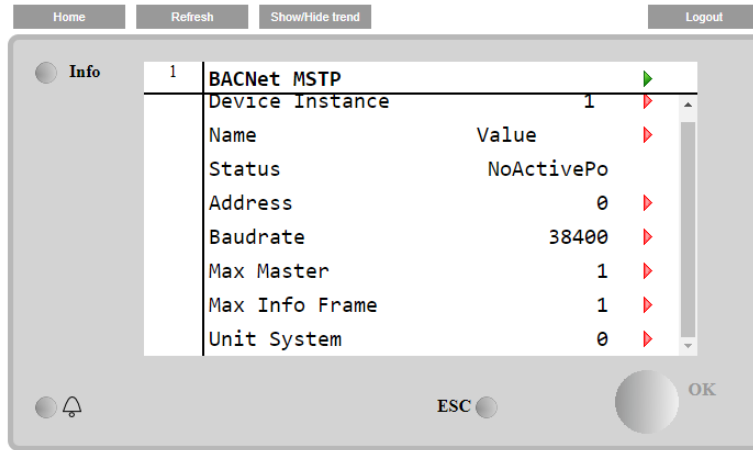 Home Refresh Show/Hide trend Logout
Info
1 BACNet MSTP
Device Instance 1
Name Value
Status NoActivePo
Address 0
Baudrate 38400
Max Master 1
Max Info Frame 1
Unit System 0
ESC OK